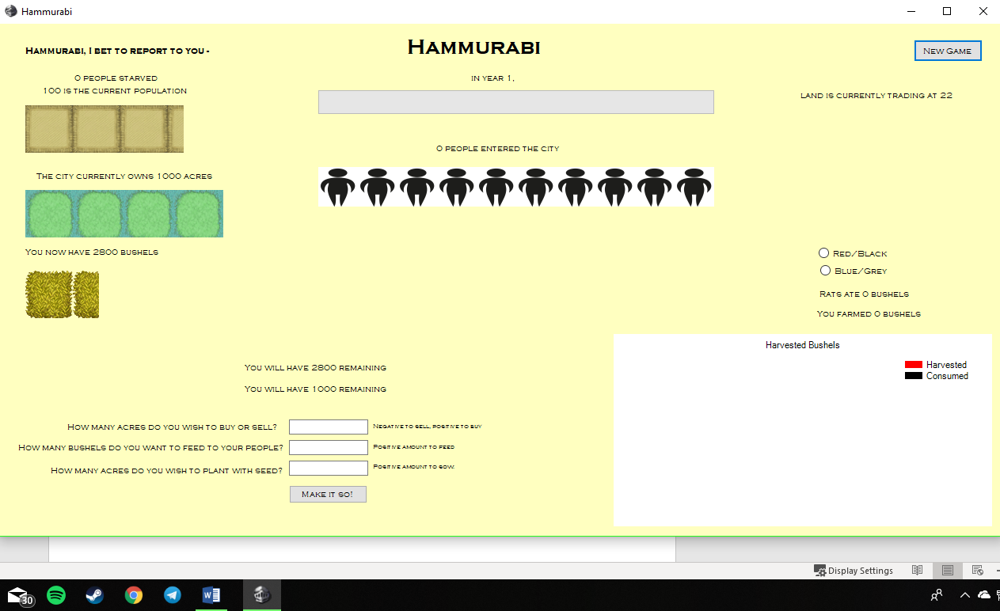 Hammurabi
Hammurabi
Hammurabi, I bet to report to you -
New Game
0 people starved
in year 1,
100 is the current population
land is currently trading at 22
0 people entered the city
The city currently owns 1000 acres
You now have 2800 bushels
Red/Black
Blue/Grey
Rats ate 0 bushels
You farmed 0 bushels
Harvested Bushels
Harvested
Consumed
You will have 2800 remaining
You will have 1000 remaining
How many acres do you wish to buy or sell?
Negative to sell, positive to buy
How many bushels do you want to feed to your people?
Positive amount to feed
How many acres do you wish to plant with seed?
Positive amount to sow.
Make it so!
Display Settings
30